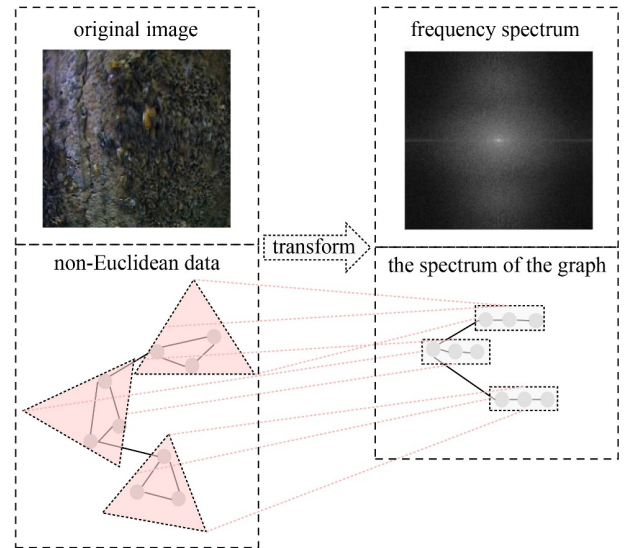 original image
frequency spectrum
transform
non-Euclidean data
the spectrum of the graph